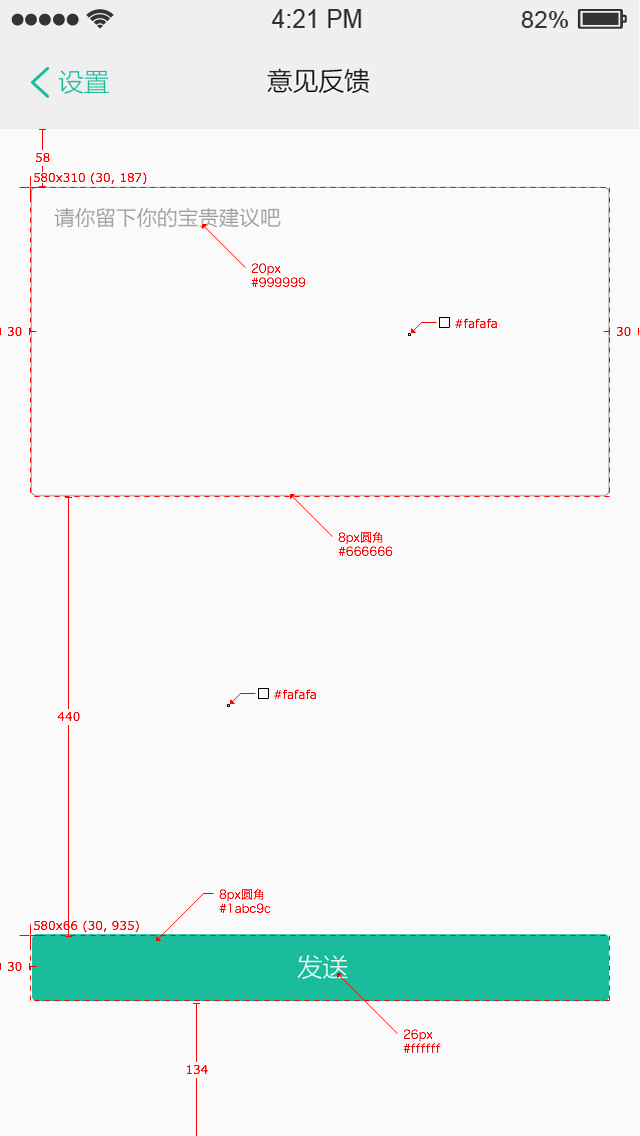 4:21 PM 82%
设置 意见反馈
58
580x310 (30, 187)
请你留下你的宝贵建议吧
20px
#999999
#fafafa
30 30
8px圆角
#666666
#fafafa
440
8px圆角
#1abc9c
580x66 (30, 935)
30 发送
26px
#ffffff
134